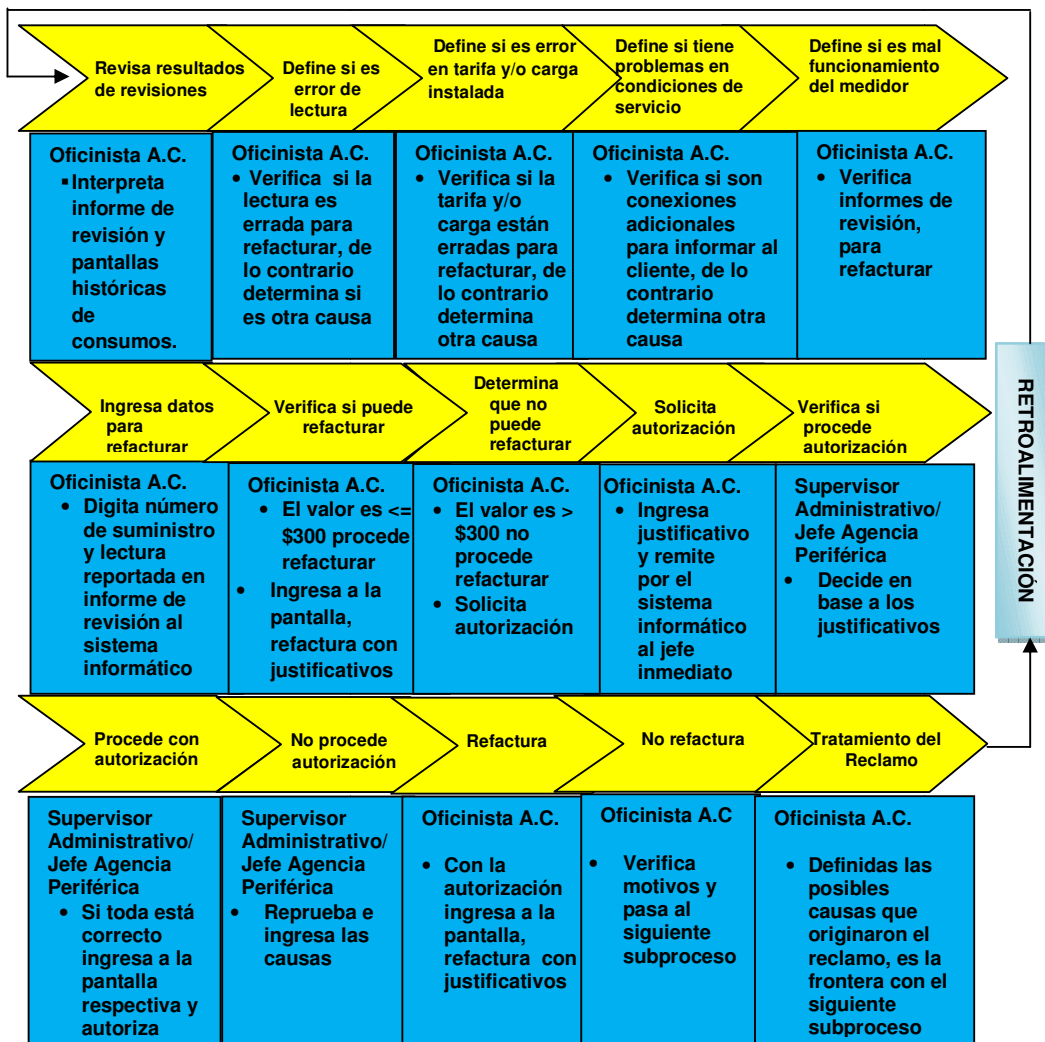 Revisa resultados
de revisiones
Define si es
error de
lectura
Define si es error
en tarifa y/o carga
instalada
Define si tiene
problemas en
condiciones de
servicio
Define si es mal
funcionamiento
del medidor
Oficinista A.C.
▪ Interpreta
informe de
revisión y
pantallas
históricas
de
consumos.
Oficinista A.C.
• Verifica si la
lectura es
errada para
refacturar, de
lo contrario
determina si
es otra causa
Oficinista A.C.
• Verifica si la
tarifa y/o
carga están
erradas para
refacturar, de
lo contrario
determina
otra causa
Oficinista A.C.
• Verifica si son
conexiones
adicionales
para informar al
cliente, de lo
contrario
determina otra
causa
Oficinista A.C.
• Verifica
informes de
revisión,
para
refacturar
Ingresa datos
para
refacturar
Verifica si puede
refacturar
Determina
que no
puede
refacturar
Solicita
autorización
Verifica si
procede
autorización
Oficinista A.C.
• Digita número
de suministro
y lectura
reportada en
informe de
revisión al
sistema
informático
Oficinista A.C.
• El valor es <=
$300 procede
refacturar
• Ingresa a la
pantalla,
refactura con
justificativos
Oficinista A.C.
• El valor es >
$300 no
procede
refacturar
• Solicita
autorización
Oficinista A.C.
• Ingresa
justificativo
y remite
por el
sistema
informático
al jefe
inmediato
Supervisor
Administrativo/
Jefe Agencia
Periférica
• Decide en
base a los
justificativos
RETROALIMENTACIÓN
Procede con
autorización
No procede
autorización
Refactura
No refactura
Tratamiento del
Reclamo
Supervisor
Administrativo/
Jefe Agencia
Periférica
• Si toda está
correcto
ingresa a la
pantalla
respectiva y
autoriza
Supervisor
Administrativo/
Jefe Agencia
Periférica
• Reprueba e
ingresa las
causas
Oficinista A.C.
• Con la
autorización
ingresa a la
pantalla,
refactura con
justificativos
Oficinista A.C
• Verifica
motivos y
pasa al
siguiente
subproceso
Oficinista A.C.
• Definidas las
posibles
causas que
originaron el
reclamo, es la
frontera con el
siguiente
subproceso